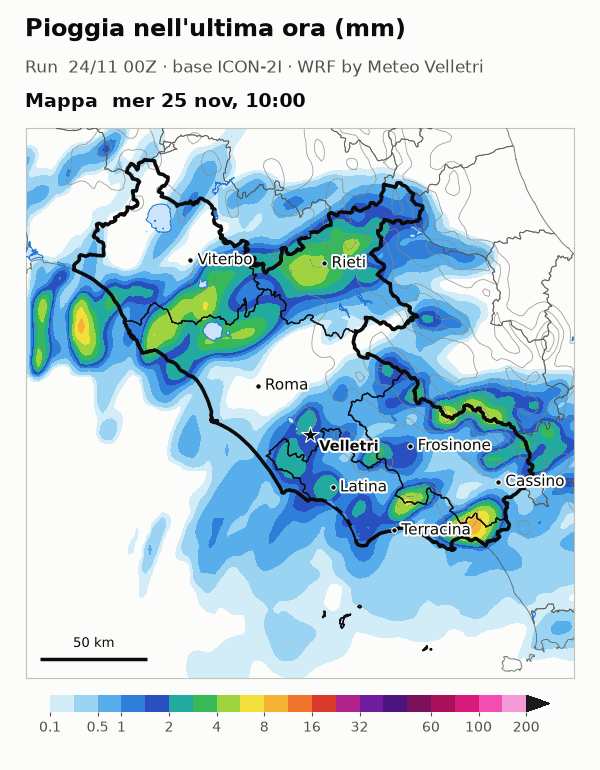 Pioggia nell'ultima ora (mm)
Run  24/11 00Z · base ICON-2I · WRF by Meteo Velletri
Mappa  mer 25 nov, 10:00
Viterbo
Rieti
Roma
Velletri
Frosinone
Latina
Cassino
Terracina
50 km
0.1 0.5 1 2 4 8 16 32 60 100 200